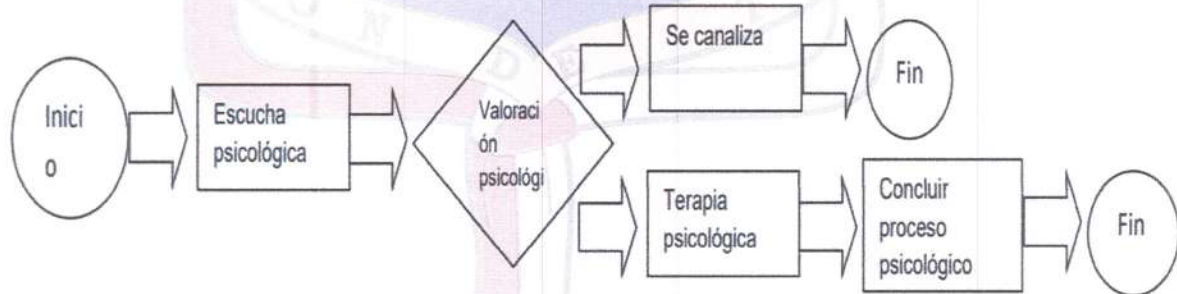 Inici
o
Escucha
psicológica
Valoraci
ón
psicológi
Se canaliza
Fin
Terapia
psicológica
Concluir
proceso
psicológico
Fin